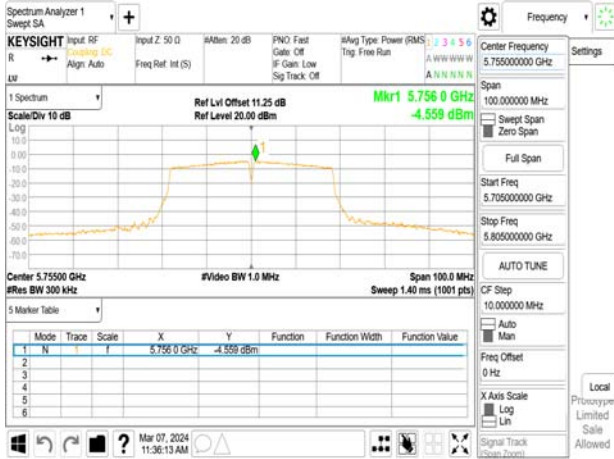 Spectrum Analyzer 1
Swept SA
Frequency
KEYSIGHT
R
Input: RF
Coupling: DC
Align: Auto
Input Z: 50 Ω
Freq Ref: Int (S)
#Atten: 20 dB
PNO: Fast
Gate: Off
IF Gain: Low
Sig Track: Off
#Avg Type: Power (RMS
Trig: Free Run
1 2 3 4 5 6
A W W W W W
A N N N N N
1 Spectrum
Scale/Div 10 dB
Ref Lvl Offset 11.25 dB
Ref Level 20.00 dBm
Mkr1 5.756 0 GHz
-4.559 dBm
Log
10.0
0.00
-10.0
-20.0
-30.0
-40.0
-50.0
-60.0
-70.0
1
Center 5.75500 GHz
#Res BW 300 kHz
#Video BW 1.0 MHz
Span 100.0 MHz
Sweep 1.40 ms (1001 pts)
5 Marker Table
Mode Trace Scale X Y Function Function Width Function Value
1 N 1 f 5.756 0 GHz -4.559 dBm
2
3
4
5
6
Mar 07, 2024
11:36:13 AM
Center Frequency
5.755000000 GHz
Settings
Span
100.000000 MHz
Swept Span
Zero Span
Full Span
Start Freq
5.705000000 GHz
Stop Freq
5.805000000 GHz
AUTO TUNE
CF Step
10.000000 MHz
Auto
Man
Freq Offset
0 Hz
X Axis Scale
Log
Lin
Signal Track
(Span Zoom)
Local
Prototype
Limited
Sale
Allowed